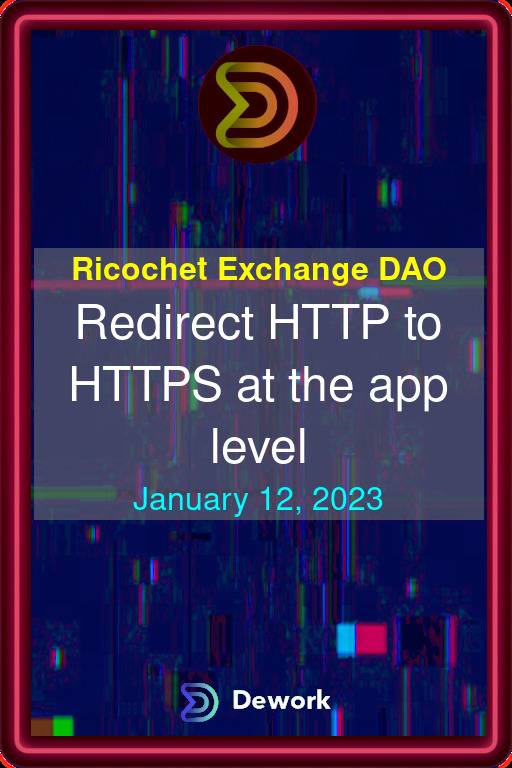 Ricochet Exchange DAO
Redirect HTTP to
HTTPS at the app
level
January 12, 2023
Dework